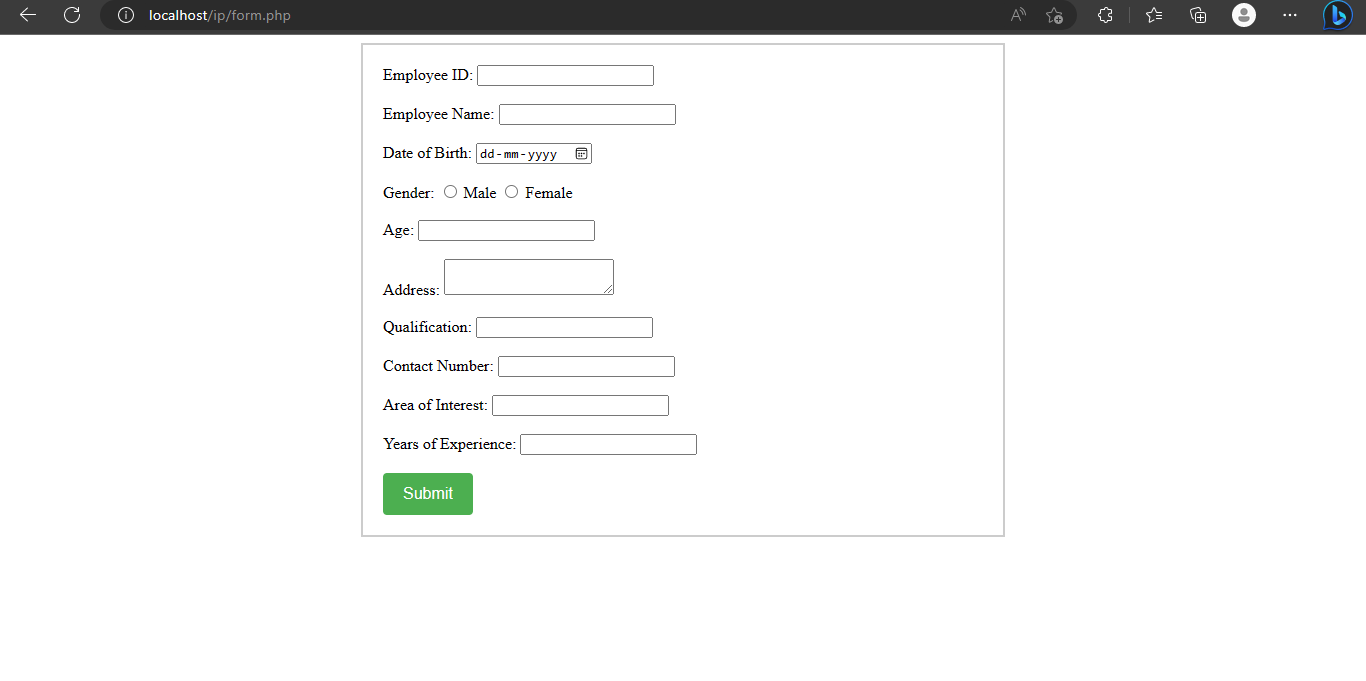 localhost/ip/form.php
Employee ID:
Employee Name:
Date of Birth: dd-mm-yyyy
Gender: Male Female
Age:
Address:
Qualification:
Contact Number:
Area of Interest:
Years of Experience:
Submit